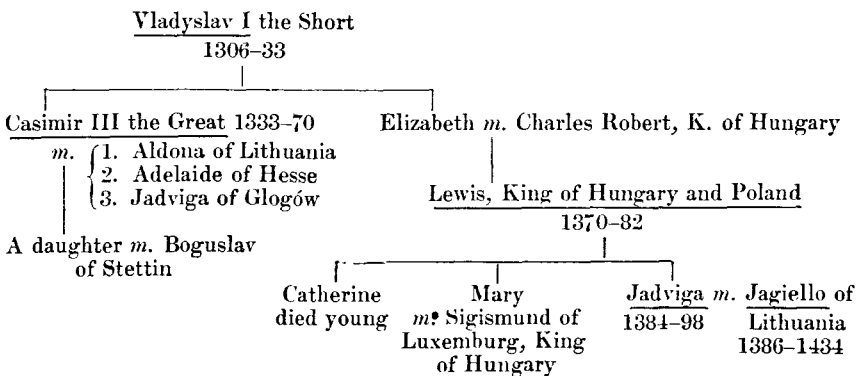 Vladyslav I the Short
1306–33
Casimir III the Great 1333–70
m. 1. Aldona of Lithuania
2. Adelaide of Hesse
3. Jadviga of Glogów
A daughter m. Boguslav
of Stettin
Elizabeth m. Charles Robert, K. of Hungary
Lewis, King of Hungary and Poland
1370–82
Catherine
died young
Mary
m. Sigismund of
Luxemburg, King
of Hungary
Jadviga m. Jagiello of
1384–98 Lithuania
1386–1434